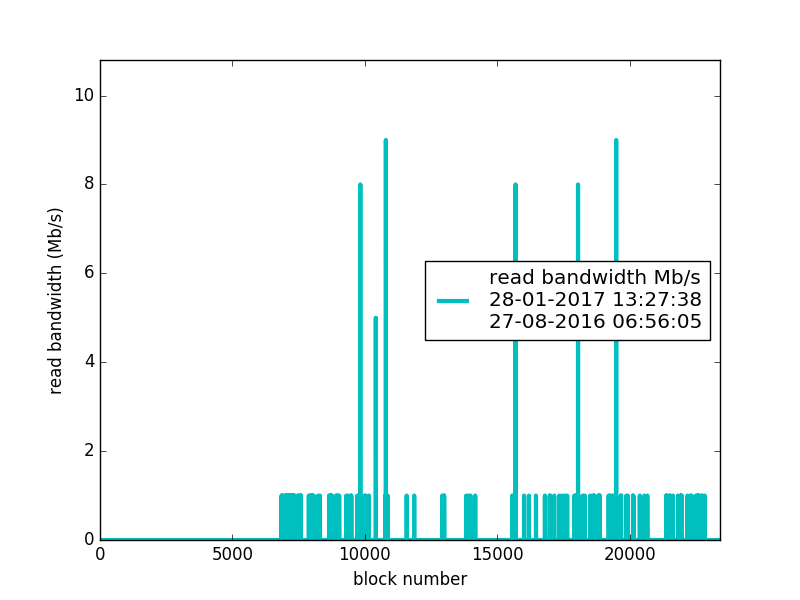 10
8
6
4
2
0
read bandwidth (Mb/s)
read bandwidth Mb/s
28-01-2017 13:27:38
27-08-2016 06:56:05
0 5000 10000 15000 20000
block number